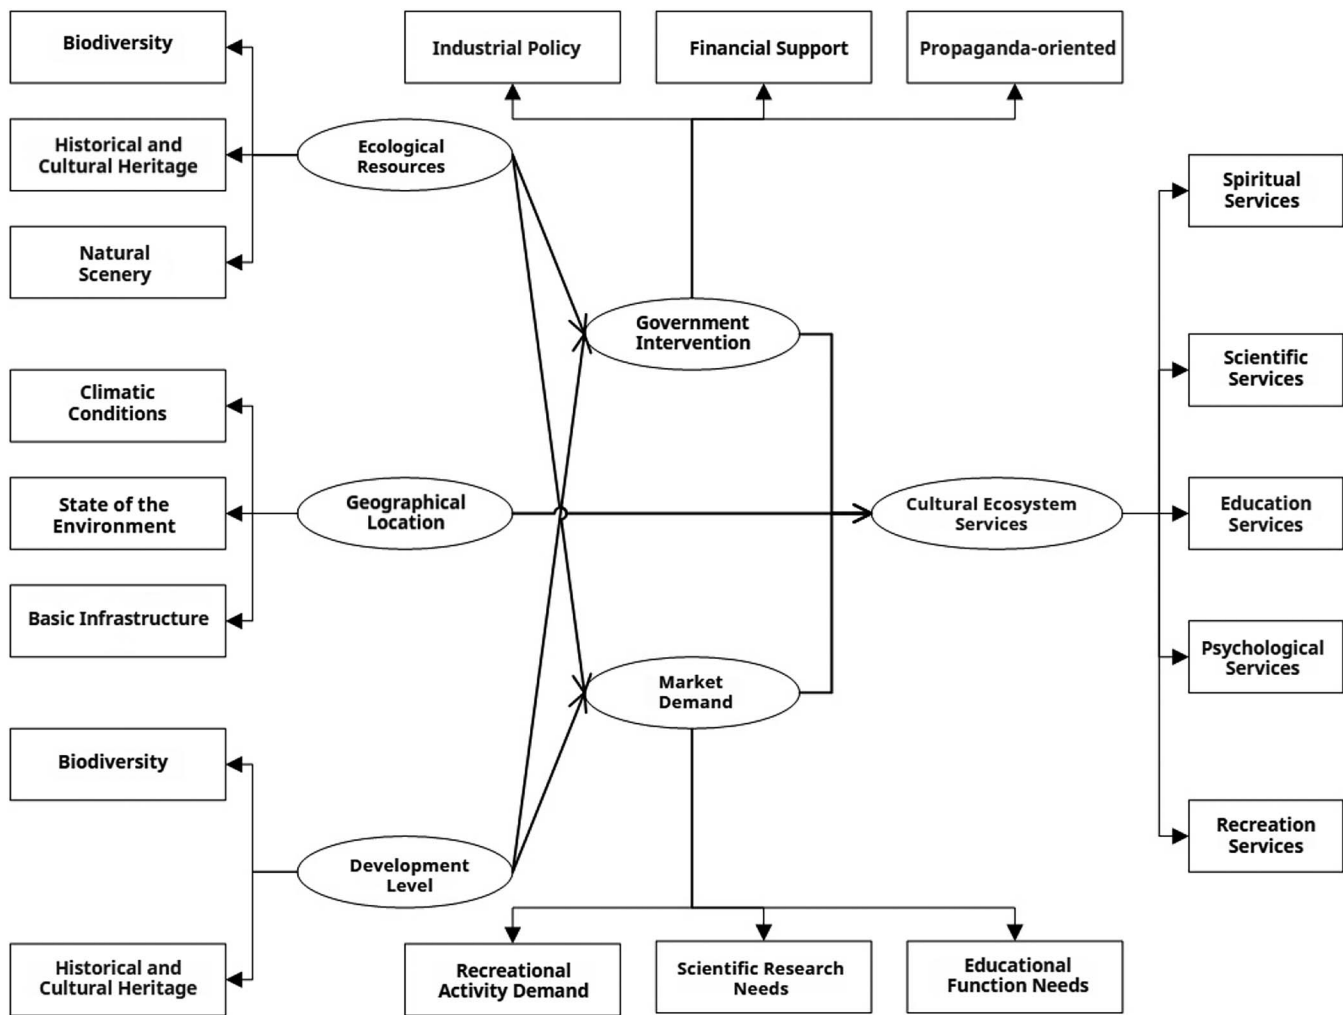 Biodiversity
Industrial Policy
Financial Support
Propaganda-oriented
Historical and
Cultural Heritage
Ecological
Resources
Spiritual
Services
Natural
Scenery
Government
Intervention
Scientific
Services
Climatic
Conditions
State of the
Environment
Geographical
Location
Cultural Ecosystem
Services
Education
Services
Basic Infrastructure
Market
Demand
Psychological
Services
Biodiversity
Development
Level
Recreation
Services
Historical and
Cultural Heritage
Recreational
Activity Demand
Scientific Research
Needs
Educational
Function Needs